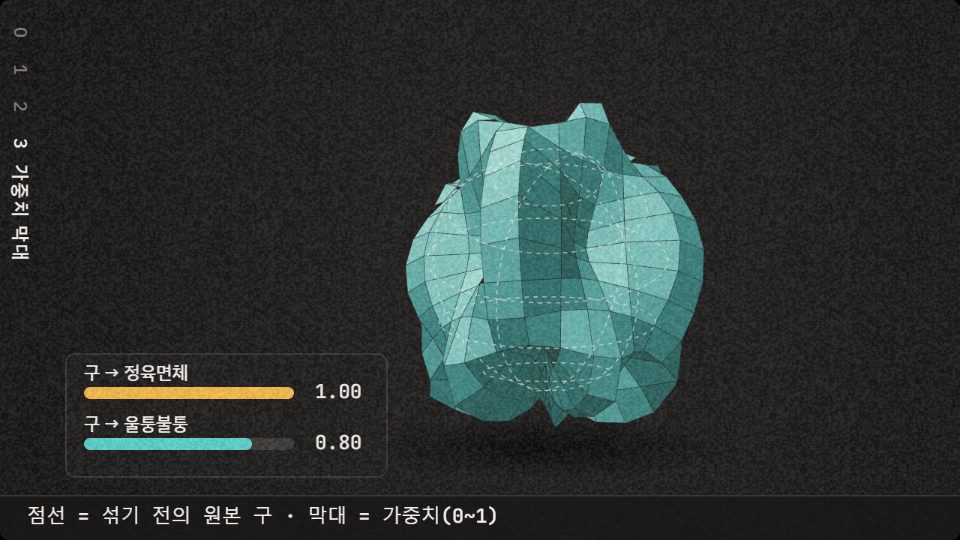 0
1
2
3 가중치 막대
구 → 정육면체
1.00
구 → 울퉁불퉁
0.80
점선 = 섞기 전의 원본 구 · 막대 = 가중치(0~1)